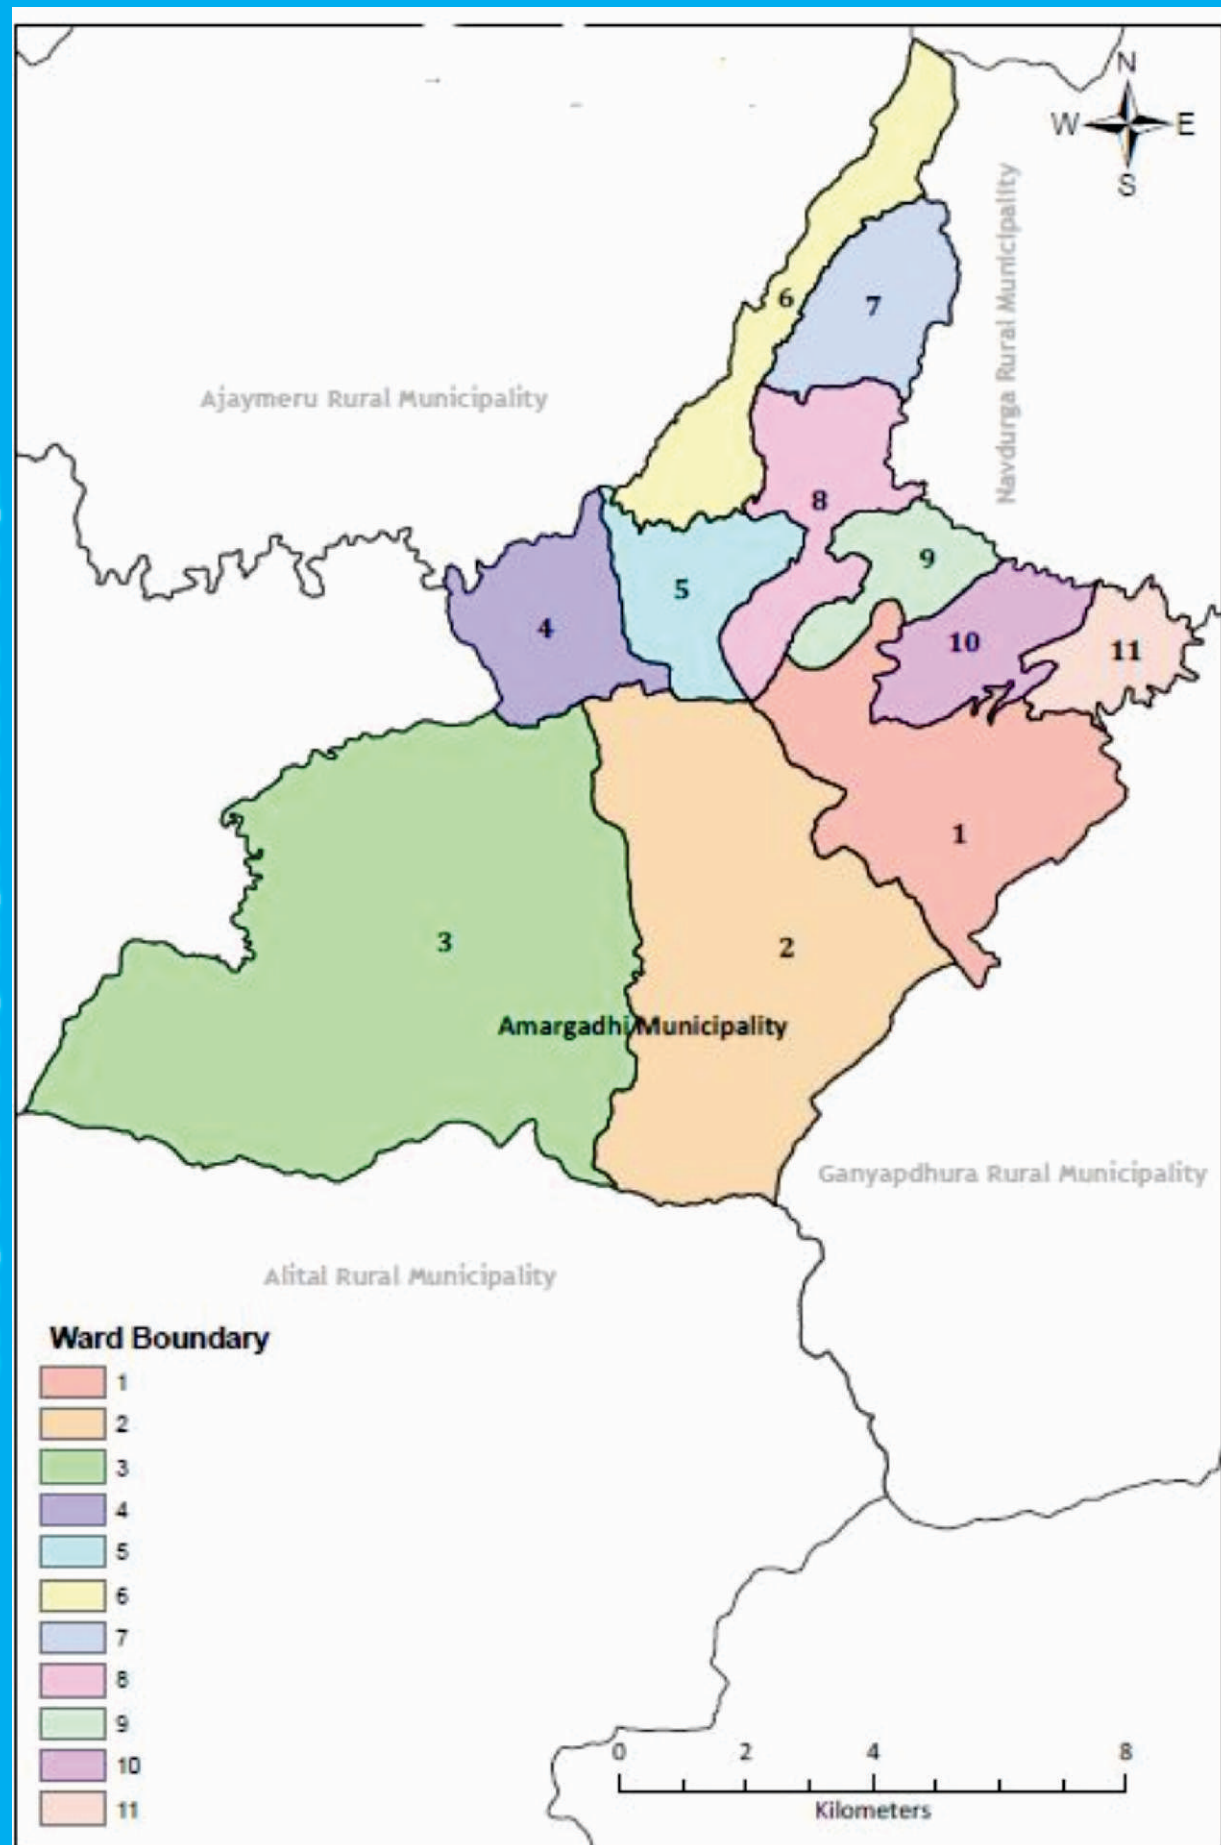 N
W E
S
Navdurga Rural Municipality
6
7
Ajaymeru Rural Municipality
8
9
5
4
10
11
1
3
2
Amargadhi Municipality
Ganyapdhura Rural Municipality
Alital Rural Municipality
Ward Boundary
1
2
3
4
5
6
7
8
9
10
11
0 2 4 8
Kilometers